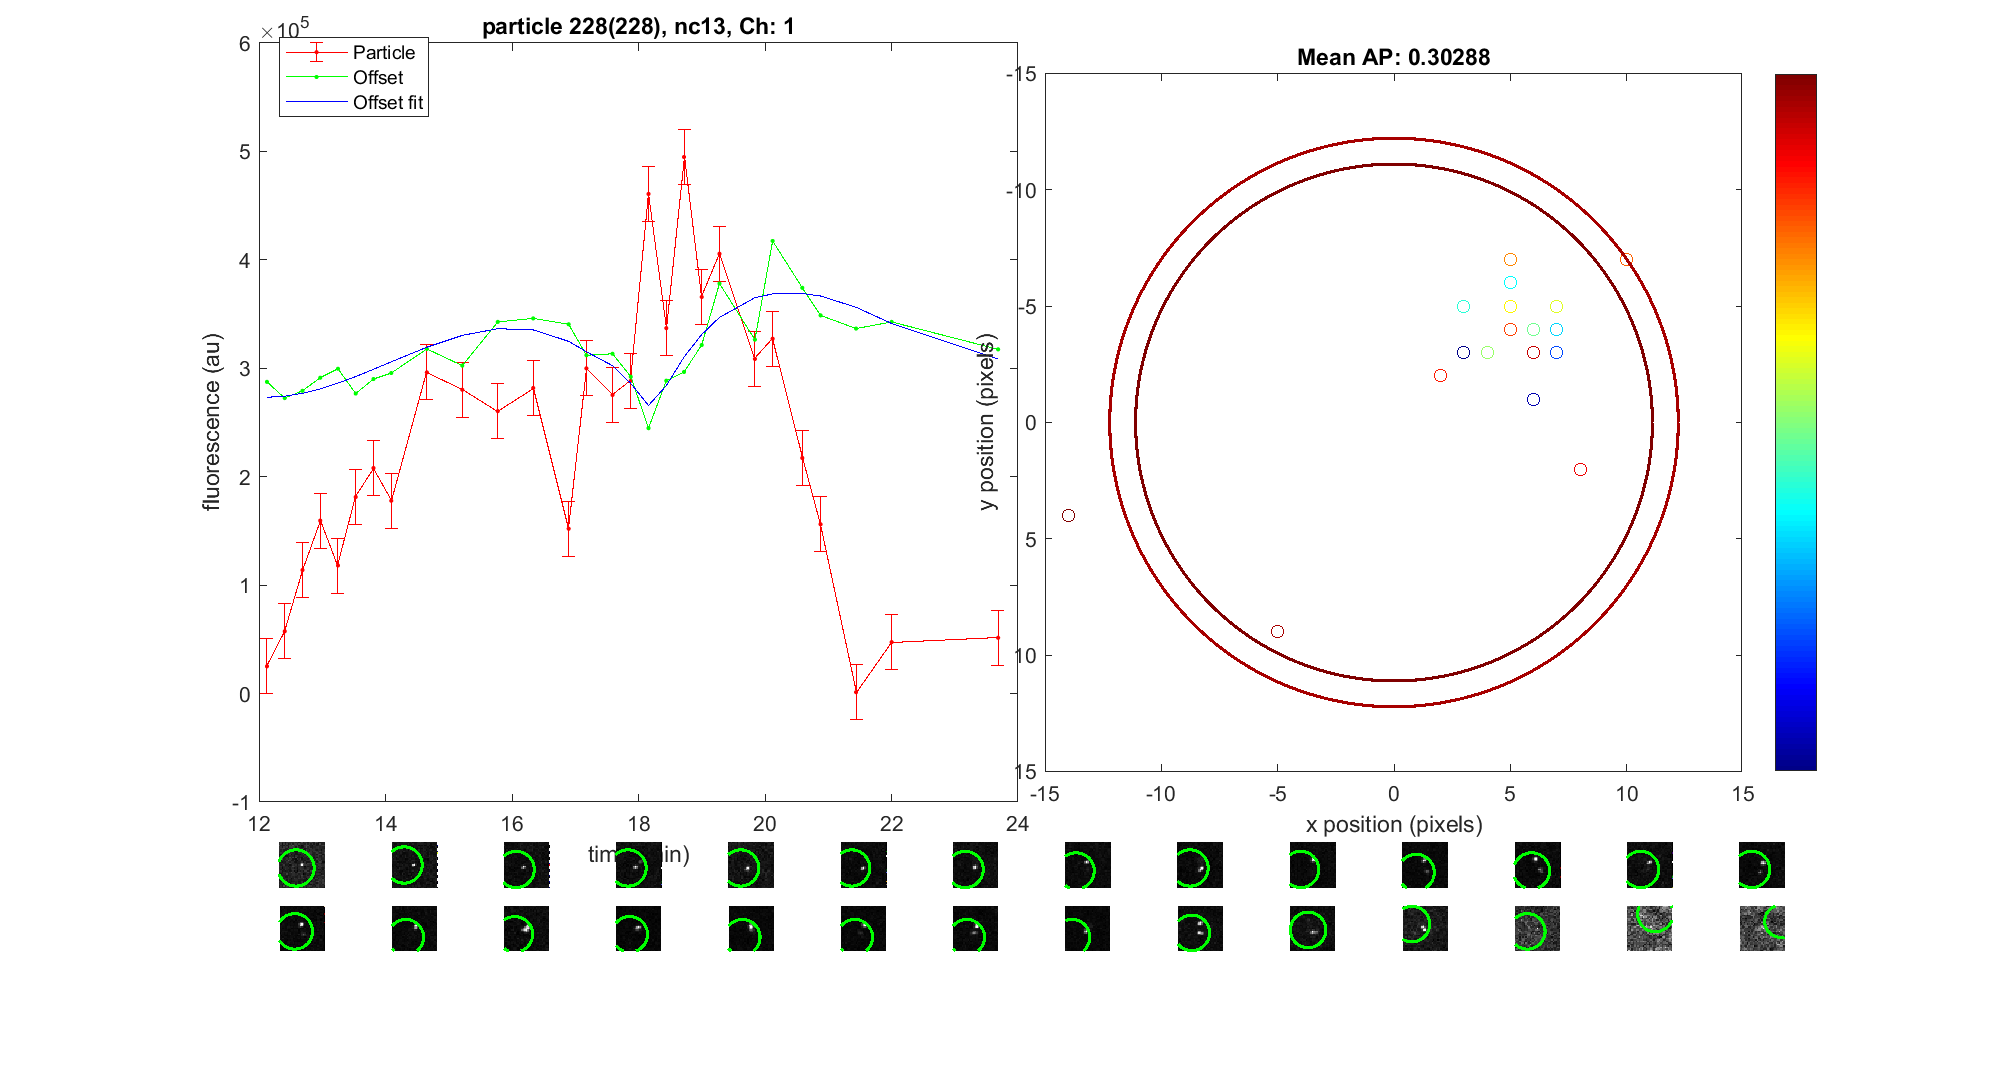 particle 228(228), nc13, Ch: 1
×10^5
Particle
Offset
Offset fit
6
5
4
3
2
1
0
-1
fluorescence (au)
12 14 16 18 20 22 24
Mean AP: 0.30288
-15
-10
-5
0
5
10
15
y position (pixels)
-15 -10 -5 0 5 10 15
x position (pixels)